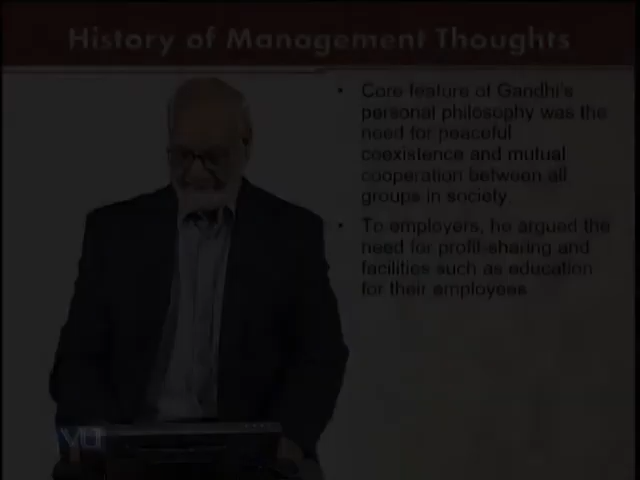 History of Management Thoughts
• Core feature of Gandhi's
personal philosophy was the
need for peaceful
coexistence and mutual
cooperation between all
groups in society
• To employers, he argued the
need for profit-sharing and
facilities such as education
for their employees
VU